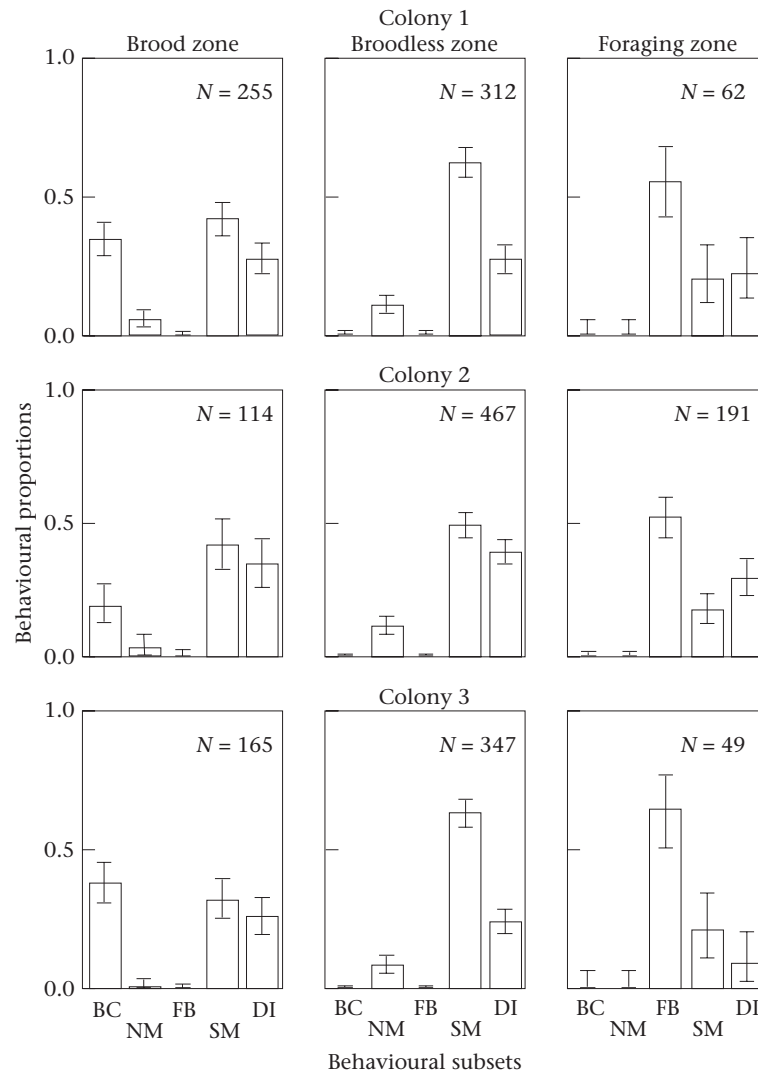 Colony 1
Brood zone Broodless zone Foraging zone
1.0
N = 255 N = 312 N = 62
0.5
0.0
Colony 2
1.0
N = 114 N = 467 N = 191
0.5
0.0
Colony 3
1.0
N = 165 N = 347 N = 49
0.5
0.0
Behavioural proportions
BC FB DI BC FB DI BC FB DI
NM SM NM SM NM SM
Behavioural subsets